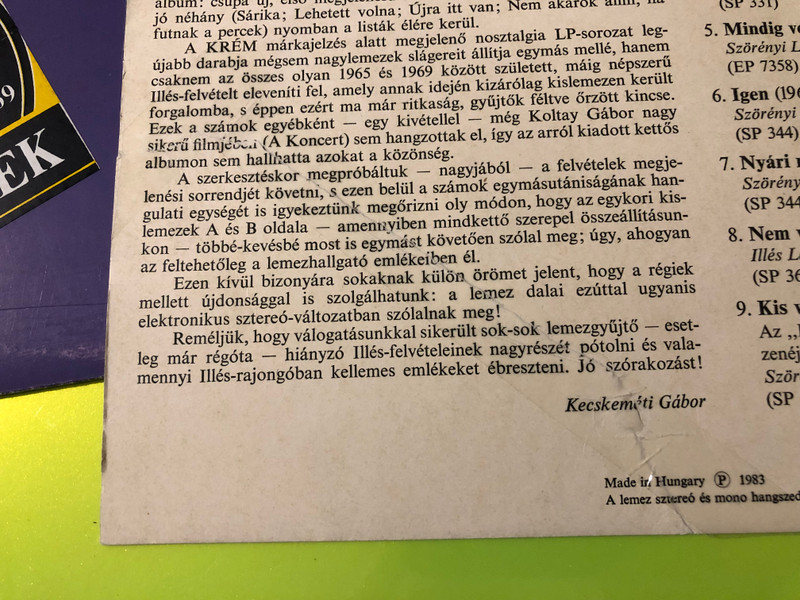 album: csupa új, első
jó néhány (Sárika; Lehetett volna; Újra itt van; Nem akarok állni, ha
futnak a percek) nyomban a listák élére kerül.
A KRÉM márkajelzés alatt megjelenő nosztalgia LP-sorozat leg-
újabb darabja mégsem nagylemezek slágereit állítja egymás mellé, hanem
csaknem az összes olyan 1965 és 1969 között született, máig népszerű
Illés-felvételt eleveníti fel, amely annak idején kizárólag kislemezen került
forgalomba, s éppen ezért ma már ritkaság, gyűjtők féltve őrzött kincse.
Ezek a számok egyébként — egy kivétellel — még Koltay Gábor nagy
sikerű filmjében (A Koncert) sem hangzottak el, így az arról kiadott kettős
albumon sem hallhatta azokat a közönség.
A szerkesztéskor megpróbáltuk — nagyjából — a felvételek megje-
lenési sorrendjét követni, s ezen belül a számok egymásutániságának han-
gulati egységét is igyekeztünk megőrizni oly módon, hogy az egykori kis-
lemezek A és B oldala — amennyiben mindkettő szerepel összeállításun-
kon — többé-kevésbé most is egymást követően szólal meg; úgy, ahogyan
az feltehetőleg a lemezhallgató emlékeiben él.
Ezen kívül bizonyára sokaknak külön örömet jelent, hogy a régiek
mellett újdonsággal is szolgálhatunk: a lemez dalai ezúttal ugyanis
elektronikus sztereó-változatban szólalnak meg!
Reméljük, hogy válogatásunkkal sikerült sok-sok lemezgyűjtő — eset-
leg már régóta — hiányzó Illés-felvételeinek nagyrészét pótolni és vala-
mennyi Illés-rajongóban kellemes emlékeket ébreszteni. Jó szórakozást!
Kecskeméti Gábor
Made in Hungary Ⓟ 1983
A lemez sztereó és mono hangszed
(SP 331)
5. Mindig ve
Szörényi L
(EP 7358)
6. Igen (196
Szörényi
(SP 344)
7. Nyári
Szörény
(SP 344
8. Nem v
Illés L
(SP 36
9. Kis v
Az „I
zenéj
Ször
(SP
69
EK